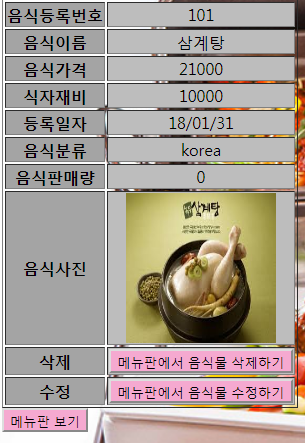 음식등록번호 101
음식이름 삼계탕
음식가격 21000
식자재비 10000
등록일자 18/01/31
음식분류 korea
음식판매량 0
삼계탕
음식사진
삭제 메뉴판에서 음식물 삭제하기
수정 메뉴판에서 음식물 수정하기
메뉴판 보기